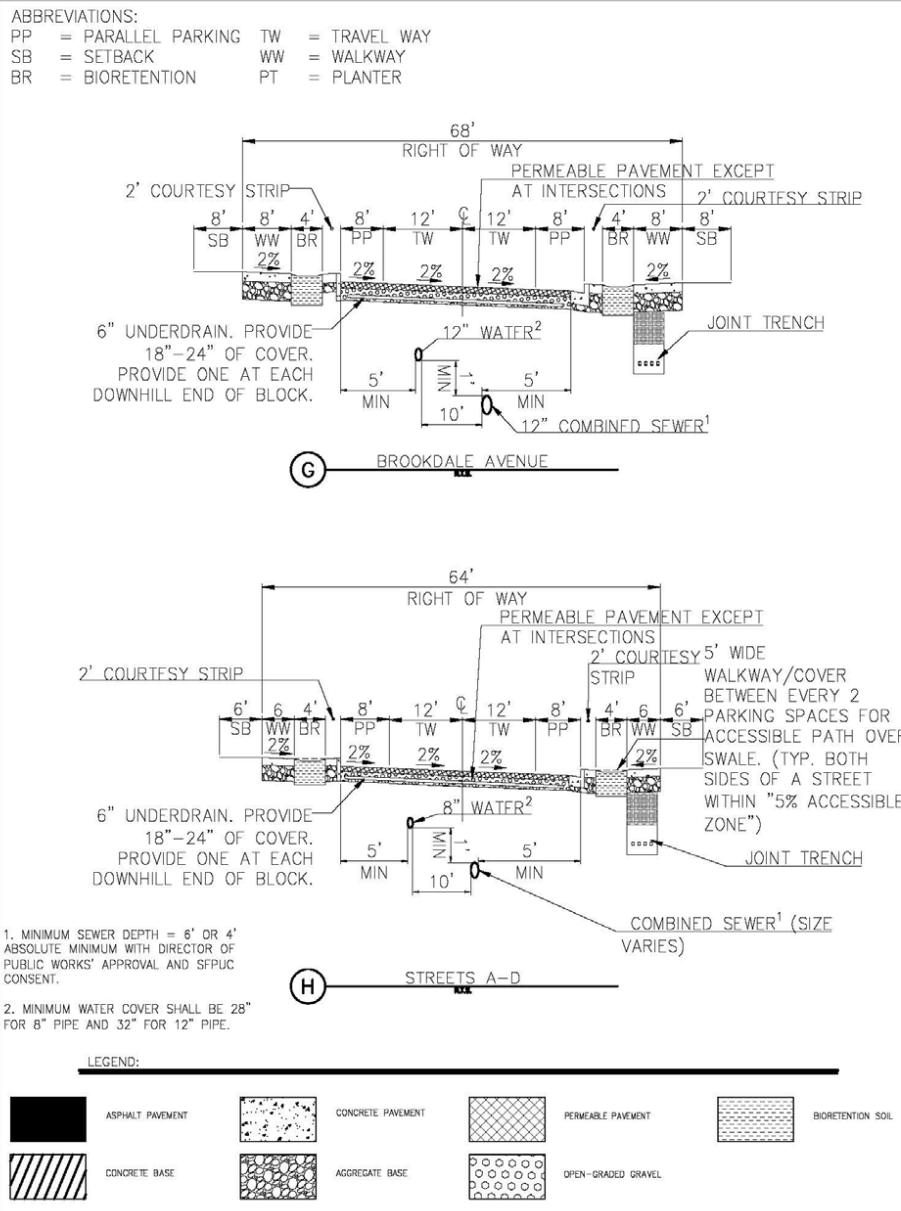 ABBREVIATIONS:
PP = PARALLEL PARKING TW = TRAVEL WAY
SB = SETBACK WW = WALKWAY
BR = BIORETENTION PT = PLANTER
68'
RIGHT OF WAY
PERMEABLE PAVEMENT EXCEPT
AT INTERSECTIONS
2' COURTESY STRIP
2' COURTESY STRIP
8' 8' 4' 8' 12' ℄ 12' 8' 4' 8' 8'
SB WW BR PP TW TW PP BR WW SB
2% 2% 2% 2% 2%
6" UNDERDRAIN. PROVIDE
18"-24" OF COVER.
PROVIDE ONE AT EACH
DOWNHILL END OF BLOCK.
12" WATER²
JOINT TRENCH
5'
MIN
1'
MIN
5'
MIN
10'
12" COMBINED SEWER¹
G
BROOKDALE AVENUE
64'
RIGHT OF WAY
PERMEABLE PAVEMENT EXCEPT
AT INTERSECTIONS
2' COURTESY STRIP
2' COURTESY
STRIP
5' WIDE
WALKWAY/COVER
BETWEEN EVERY 2
PARKING SPACES FOR
ACCESSIBLE PATH OVER
SWALE. (TYP. BOTH
SIDES OF A STREET
WITHIN "5% ACCESSIBLE
ZONE")
6' 6 4' 8' 12' ℄ 12' 8' 4' 6 6'
SB WW BR PP TW TW PP BR WW SB
2% 2% 2% 2% 2%
6" UNDERDRAIN. PROVIDE
18"-24" OF COVER.
PROVIDE ONE AT EACH
DOWNHILL END OF BLOCK.
8" WATER²
5'
MIN
1'
MIN
5'
MIN
10'
JOINT TRENCH
COMBINED SEWER¹ (SIZE
VARIES)
H
STREETS A-D
1. MINIMUM SEWER DEPTH = 6' OR 4'
ABSOLUTE MINIMUM WITH DIRECTOR OF
PUBLIC WORKS' APPROVAL AND SFPUC
CONSENT.
2. MINIMUM WATER COVER SHALL BE 28"
FOR 8" PIPE AND 32" FOR 12" PIPE.
LEGEND:
ASPHALT PAVEMENT
CONCRETE PAVEMENT
PERMEABLE PAVEMENT
BIORETENTION SOIL
CONCRETE BASE
AGGREGATE BASE
OPEN-GRADED GRAVEL